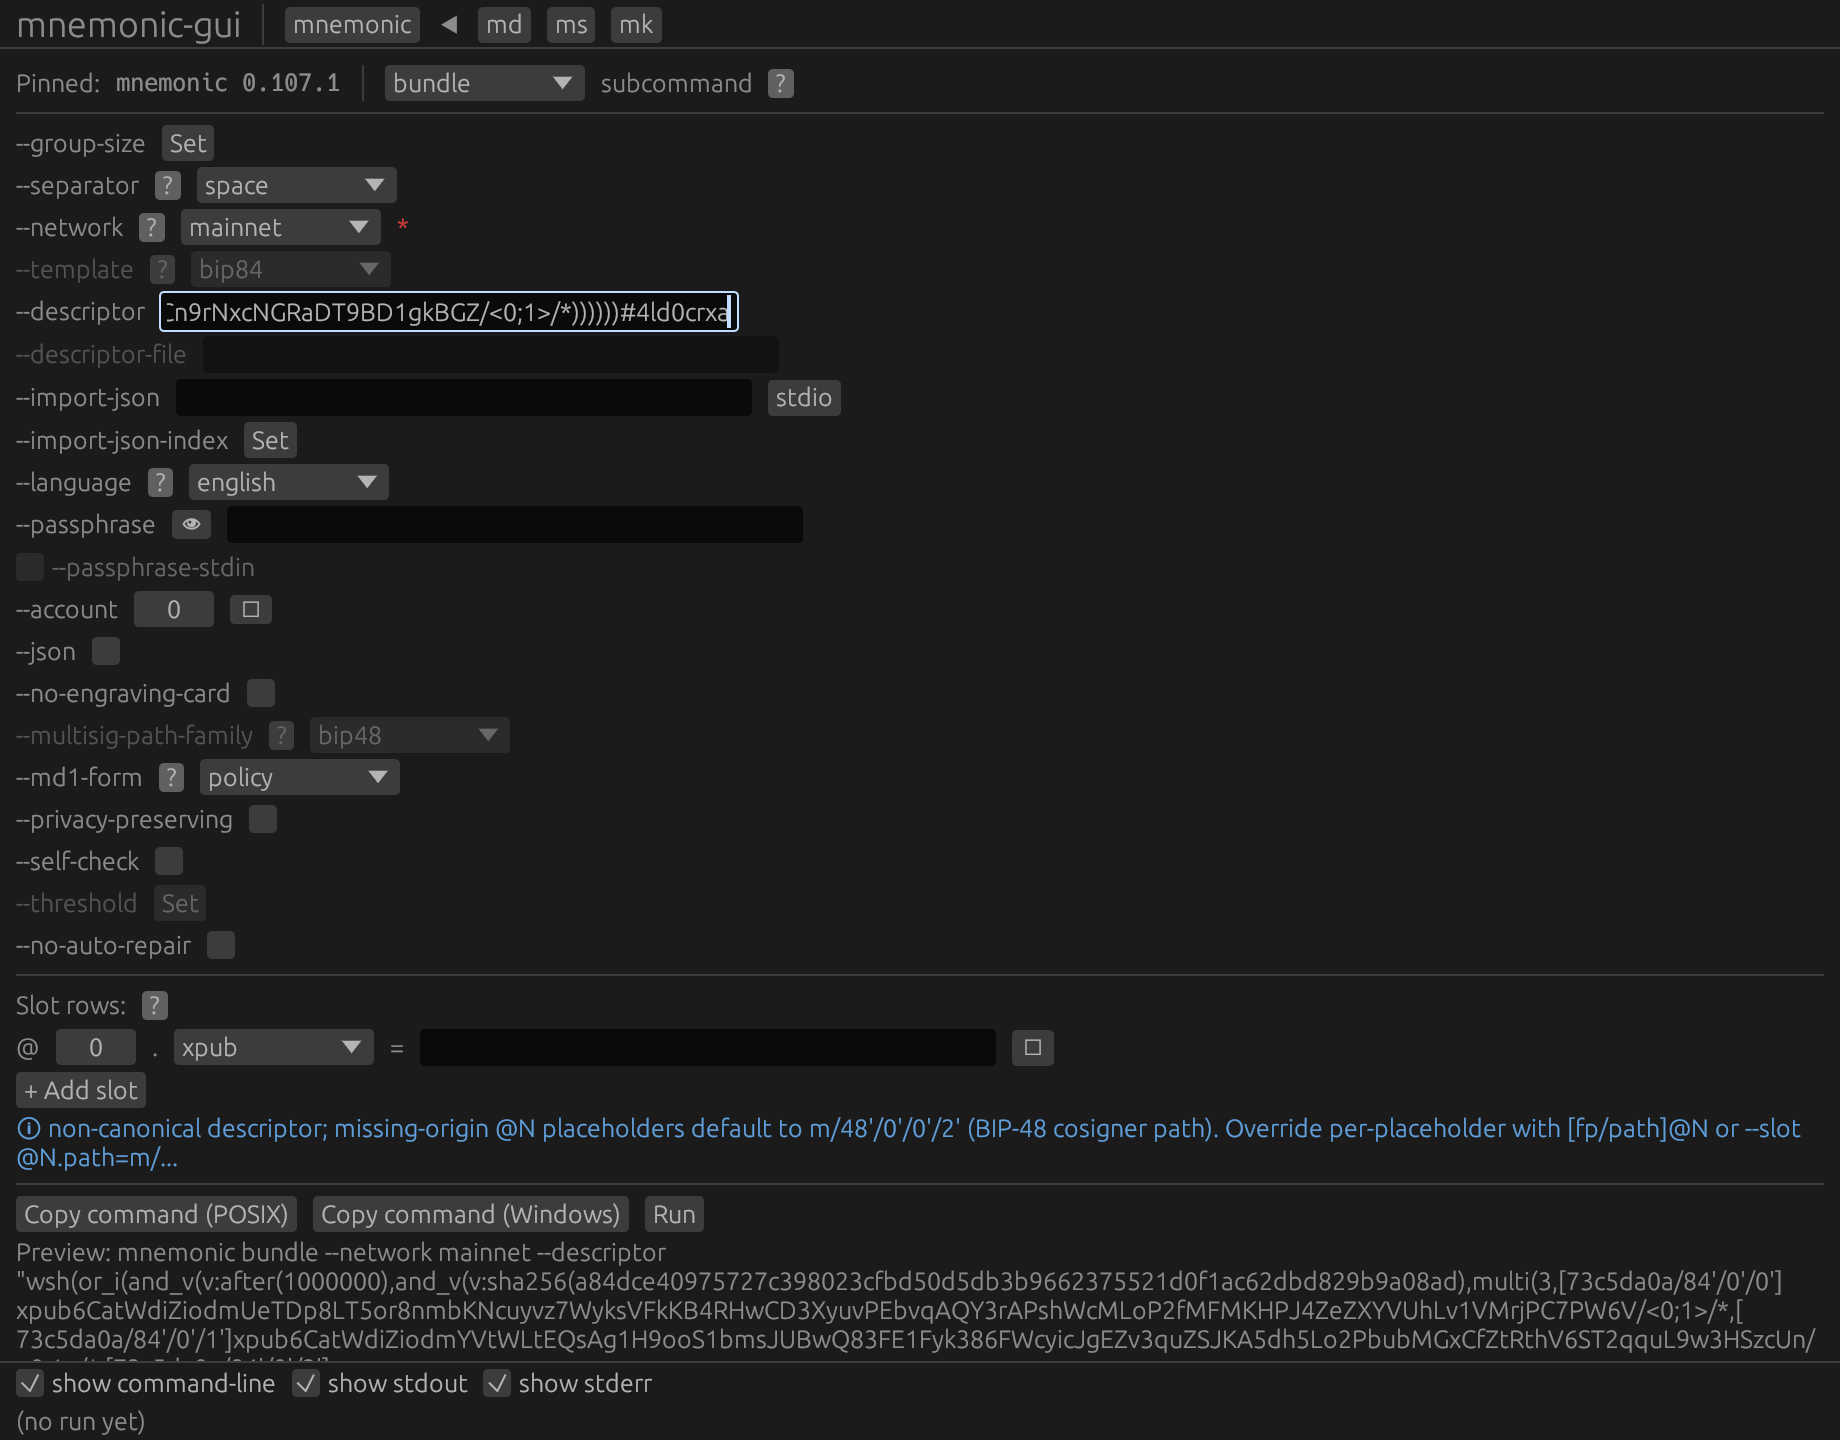 mnemonic-gui mnemonic ◀ md ms mk
Pinned: mnemonic 0.107.1 bundle subcommand ?
--group-size Set
--separator ? space
--network ? mainnet *
--template ? bip84
--descriptor n9rNxcNGRaDT9BD1gkBGZ/<0;1>/*))))))#4ld0crxa
--descriptor-file
--import-json stdio
--import-json-index Set
--language ? english
--passphrase
--passphrase-stdin
--account 0
--json
--no-engraving-card
--multisig-path-family ? bip48
--md1-form ? policy
--privacy-preserving
--self-check
--threshold Set
--no-auto-repair
Slot rows: ?
@ 0 . xpub =
+ Add slot
ⓘ non-canonical descriptor; missing-origin @N placeholders default to m/48'/0'/0'/2' (BIP-48 cosigner path). Override per-placeholder with [fp/path]@N or --slot
@N.path=m/...
Copy command (POSIX) Copy command (Windows) Run
Preview: mnemonic bundle --network mainnet --descriptor
"wsh(or_i(and_v(v:after(1000000),and_v(v:sha256(a84dce40975727c398023cfbd50d5db3b9662375521d0f1ac62dbd829b9a08ad),multi(3,[73c5da0a/84'/0'/0']
xpub6CatWdiZiodmUeTDp8LT5or8nmbKNcuyvz7WyksVFkKB4RHwCD3XyuvPEbvqAQY3rAPshWcMLoP2fMFMKHPJ4ZeZXYVUhLv1VMrjPC7PW6V/<0;1>/*,[
73c5da0a/84'/0'/1']xpub6CatWdiZiodmYVtWLtEQsAg1H9ooS1bmsJUBwQ83FE1Fyk386FWcyicJgEZv3quZSJKA5dh5Lo2PbubMGxCfZtRthV6ST2qquL9w3HSzcUn/
show command-line show stdout show stderr
(no run yet)